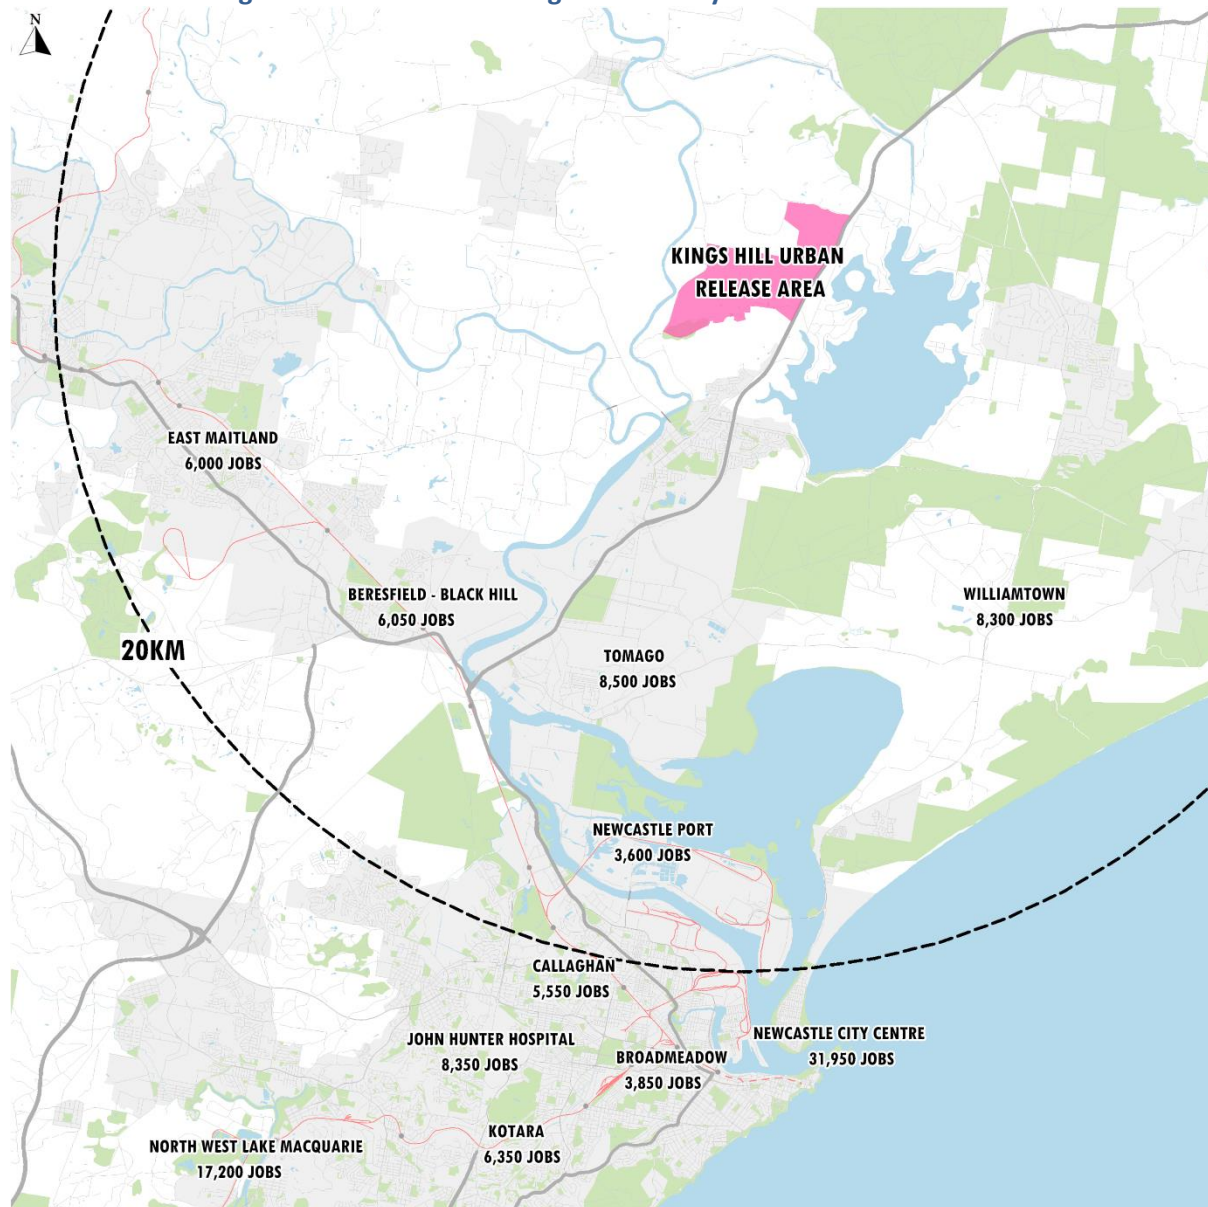 N
KINGS HILL URBAN
RELEASE AREA
EAST MAITLAND
6,000 JOBS
BERESFIELD - BLACK HILL
6,050 JOBS
WILLIAMTOWN
8,300 JOBS
20KM
TOMAGO
8,500 JOBS
NEWCASTLE PORT
3,600 JOBS
CALLAGHAN
5,550 JOBS
JOHN HUNTER HOSPITAL
8,350 JOBS
NEWCASTLE CITY CENTRE
31,950 JOBS
BROADMEADOW
3,850 JOBS
KOTARA
6,350 JOBS
NORTH WEST LAKE MACQUARIE
17,200 JOBS